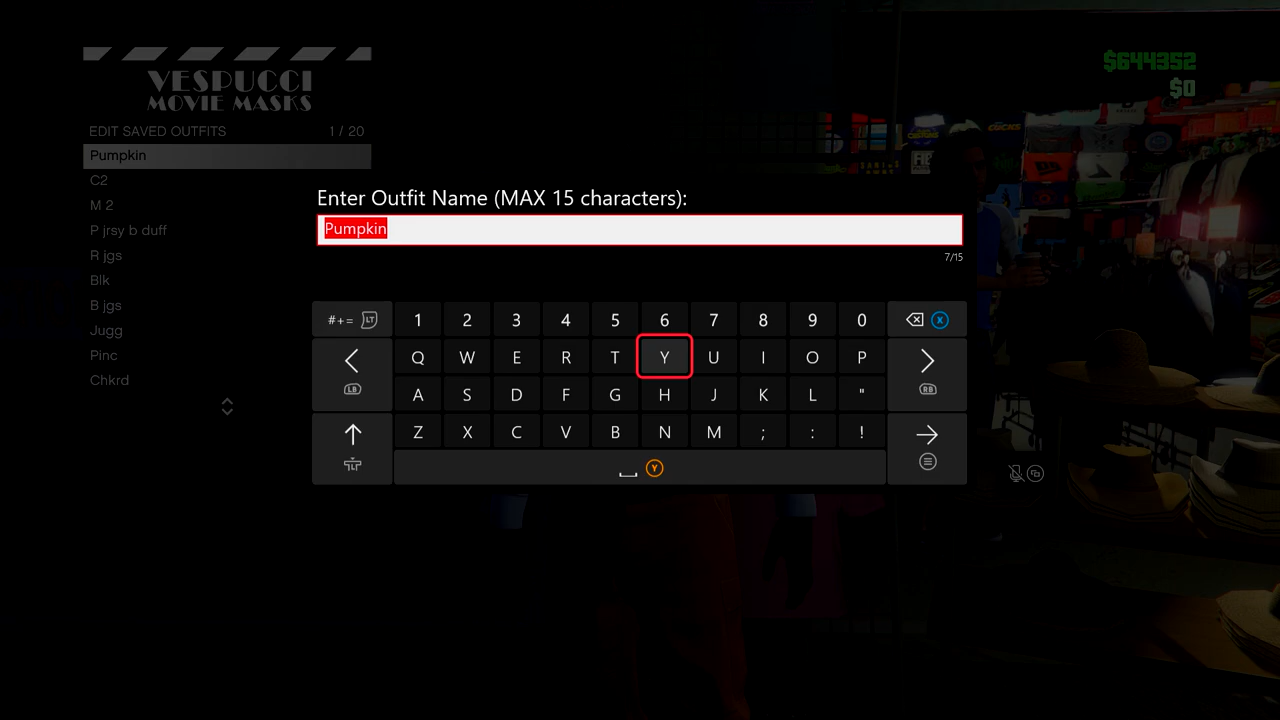 $644352
$0
VESPUCCI
MOVIE MASKS
EDIT SAVED OUTFITS 1 / 20
Pumpkin
C2
M 2
P jrsy b duff
R jgs
Blk
B jgs
Jugg
Pinc
Chkrd
Enter Outfit Name (MAX 15 characters):
Pumpkin
7/15
#+= LT 1 2 3 4 5 6 7 8 9 0 X
LB Q W E R T Y U I O P RB
A S D F G H J K L "
Z X C V B N M ; : !
Y